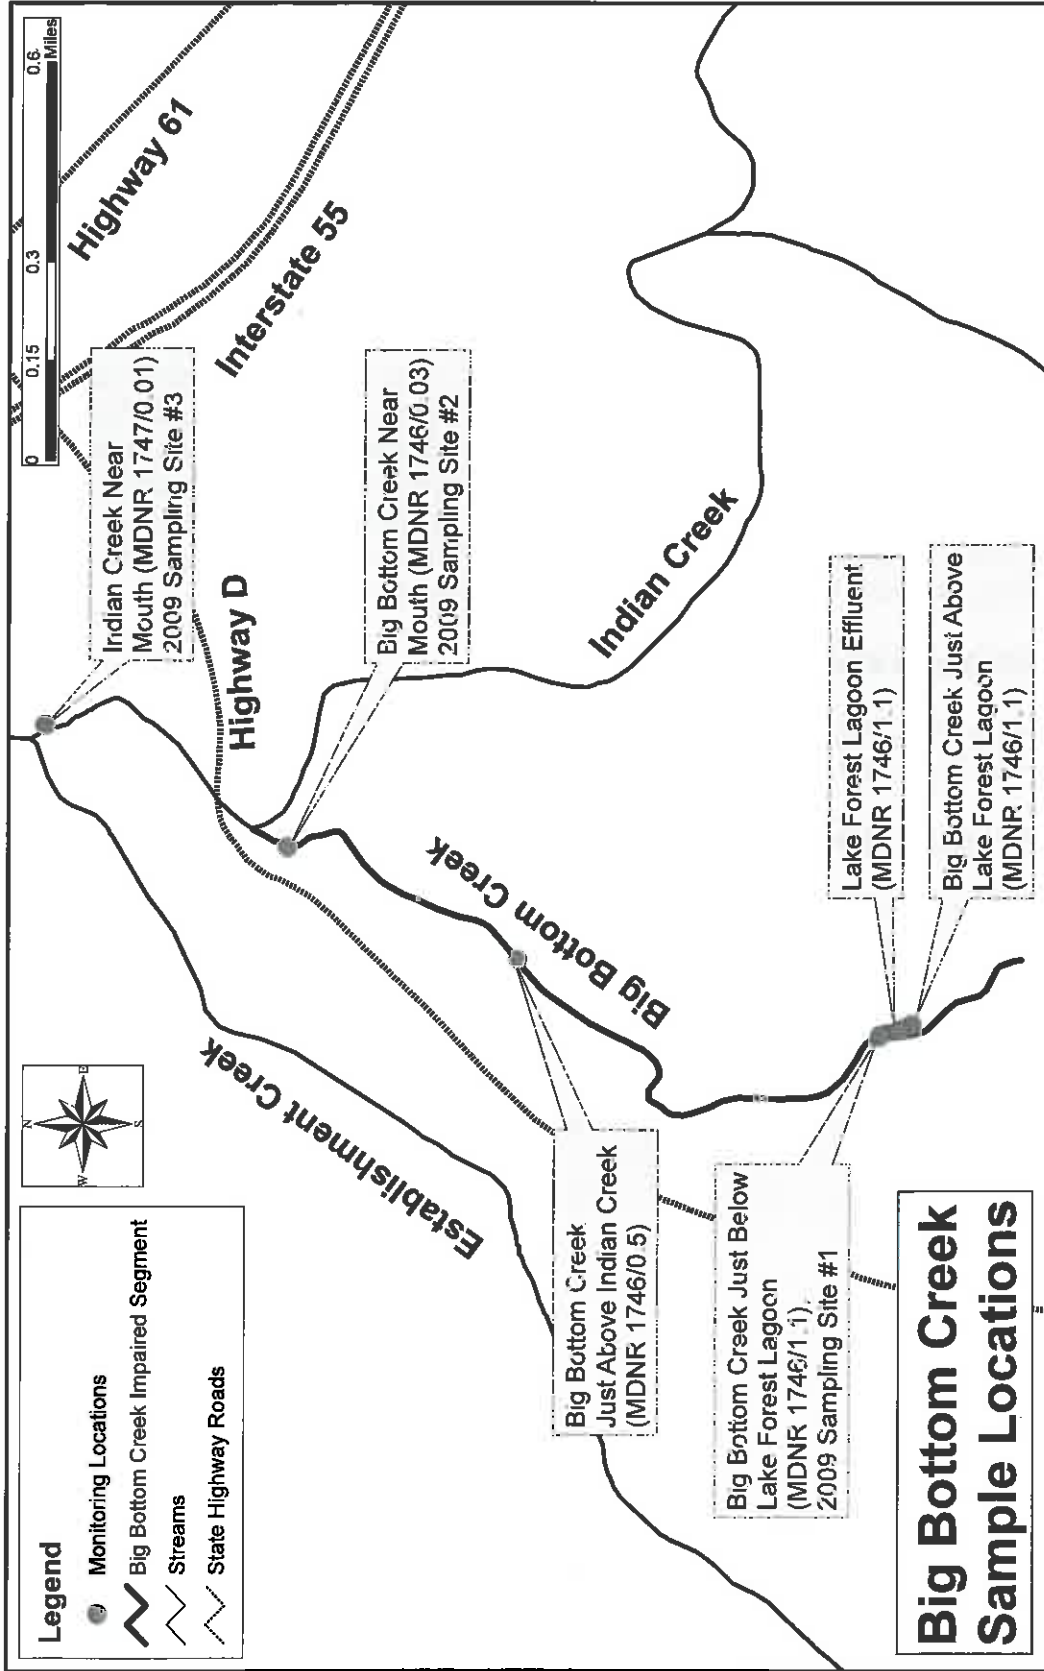 Legend
Monitoring Locations
Big Bottom Creek Impaired Segment
Streams
State Highway Roads
N
W
E
S
0
0.15
0.3
0.6
Miles
Highway 61
Interstate 55
Indian Creek Near
Mouth (MDNR 1747/0.01)
2009 Sampling Site #3
Highway D
Big Bottom Creek Near
Mouth (MDNR 1746/0.03)
2009 Sampling Site #2
Establishment Creek
Big Bottom Creek
Indian Creek
Big Bottom Creek
Just Above Indian Creek
(MDNR 1746/0.5)
Big Bottom Creek Just Below
Lake Forest Lagoon
(MDNR 1746/1.1),
2009 Sampling Site #1
Lake Forest Lagoon Effluent
(MDNR 1746/1.1)
Big Bottom Creek Just Above
Lake Forest Lagoon
(MDNR 1746/1.1)
Big Bottom Creek
Sample Locations